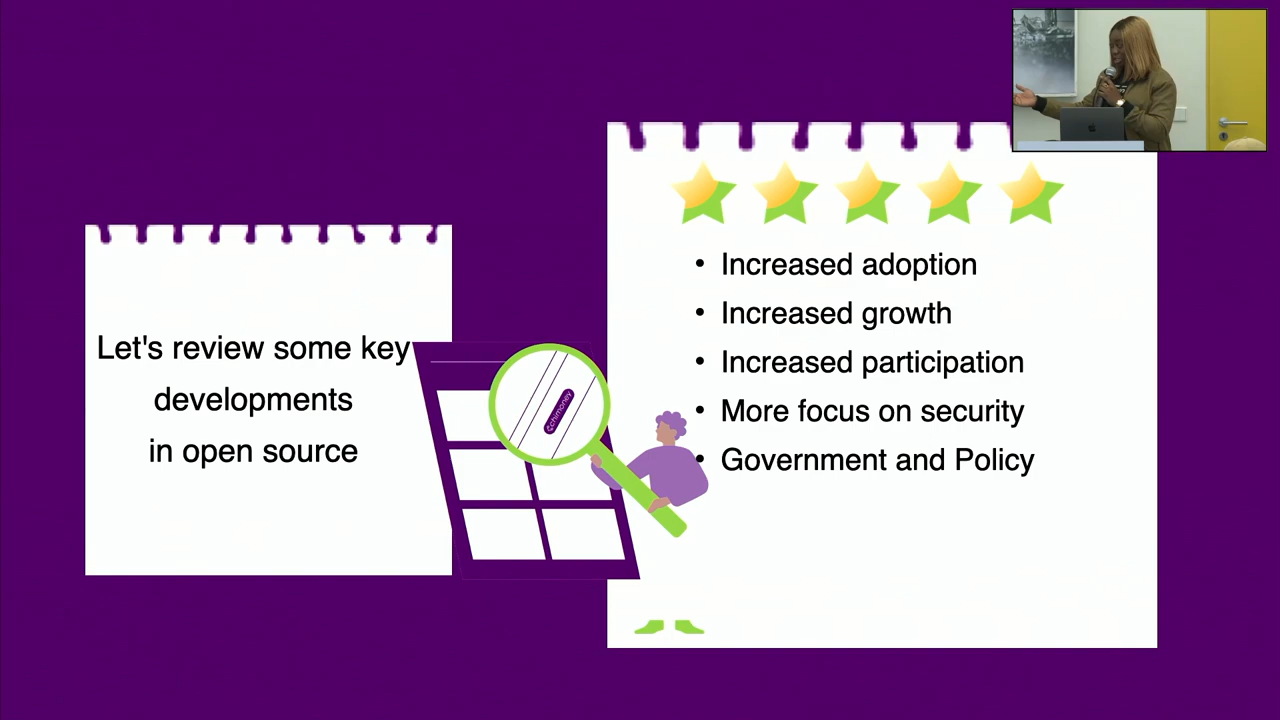 Let's review some key
developments
in open source
chimoney
• Increased adoption
• Increased growth
• Increased participation
• More focus on security
• Government and Policy